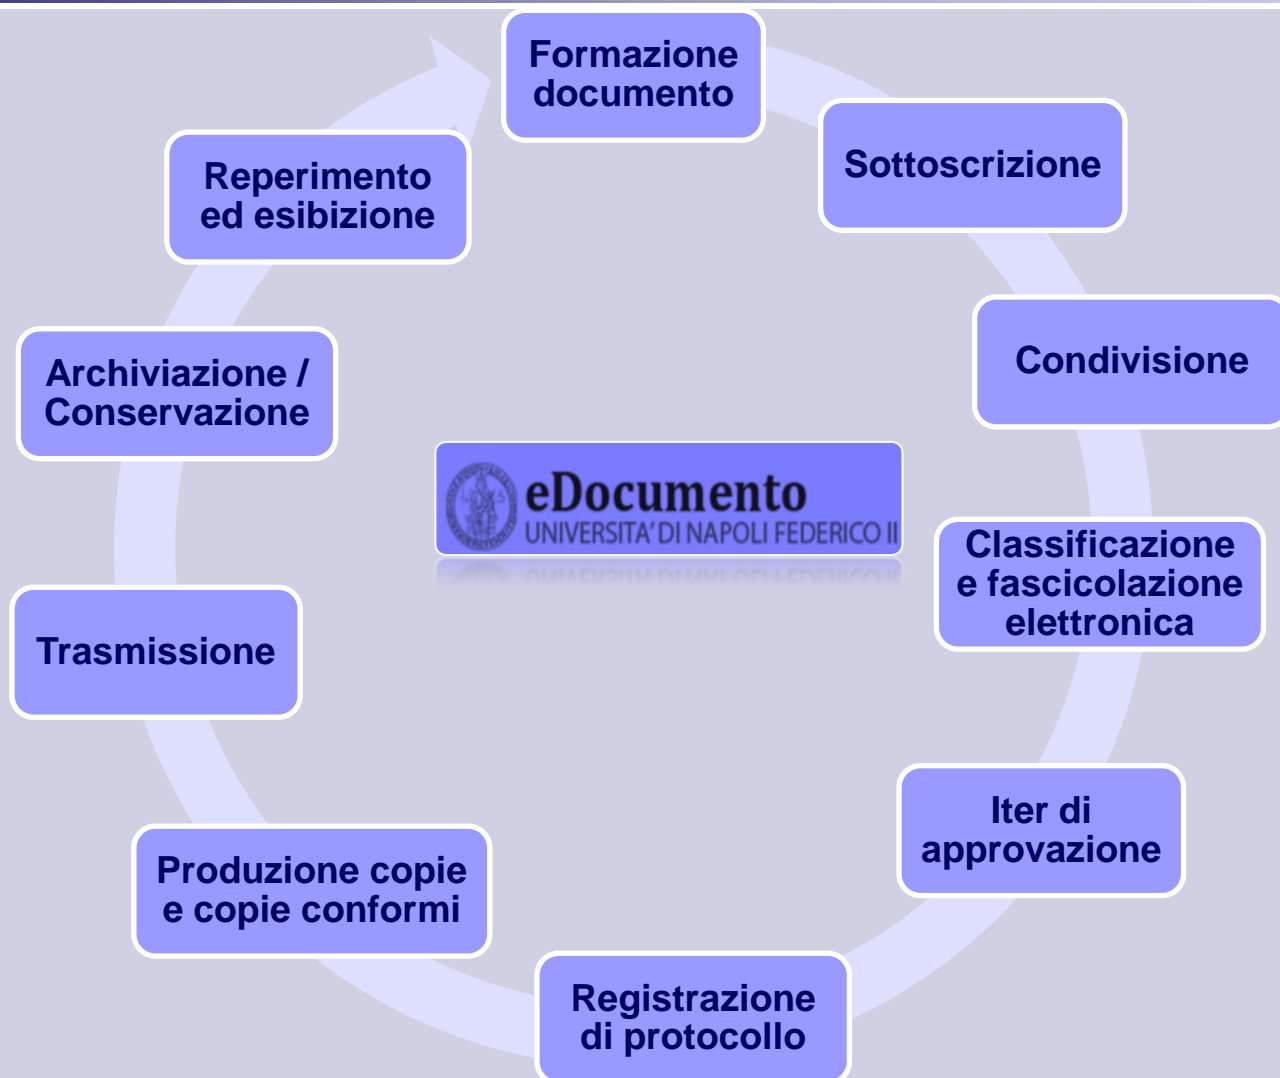 Formazione
documento
Sottoscrizione
Condivisione
Classificazione
e fascicolazione
elettronica
Iter di
approvazione
Registrazione
di protocollo
Produzione copie
e copie conformi
Trasmissione
Archiviazione /
Conservazione
Reperimento
ed esibizione
eDocumento
UNIVERSITA' DI NAPOLI FEDERICO II